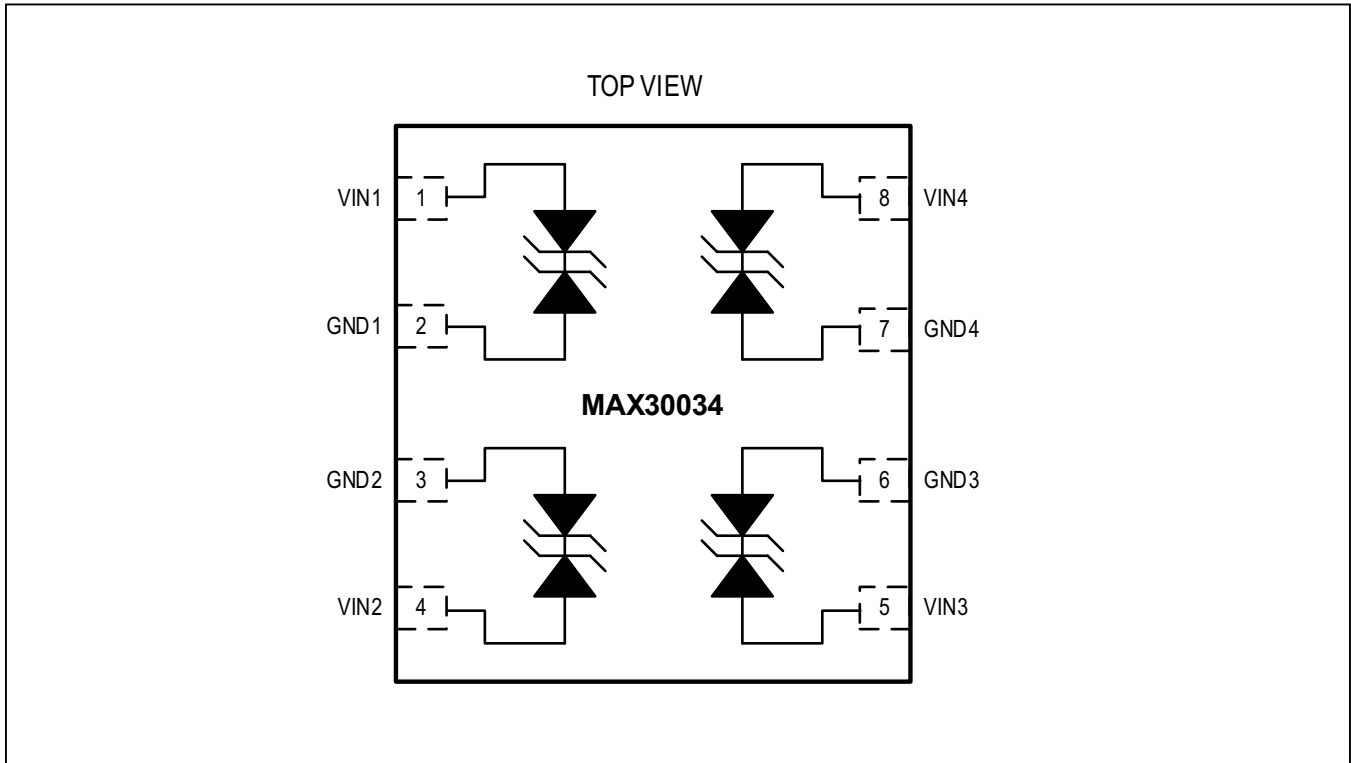 TOP VIEW
VIN1 1 8 VIN4
GND1 2 7 GND4
MAX30034
GND2 3 6 GND3
VIN2 4 5 VIN3